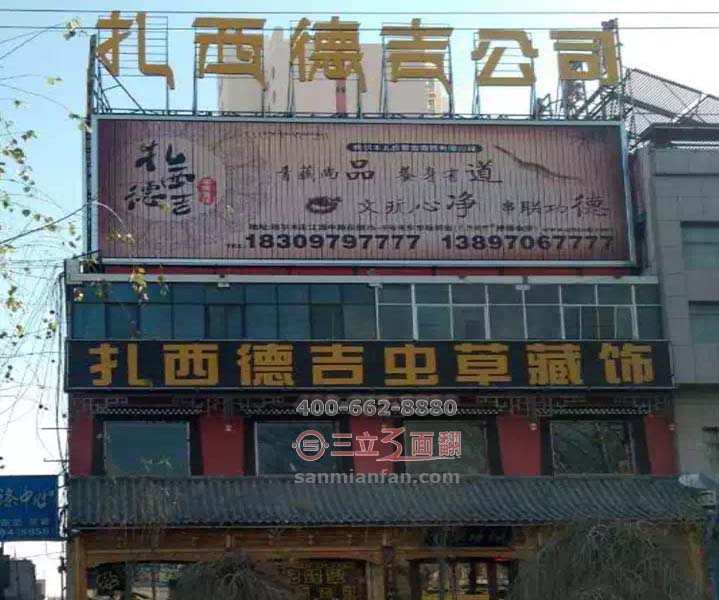 扎西德吉公司
扎西德吉
青藏尚品 养身有道
文玩心净 串联功德
TEL 18309797777 13897067777
扎西德吉虫草藏饰
400-662-8880
三立3面翻
sanmianfan.com